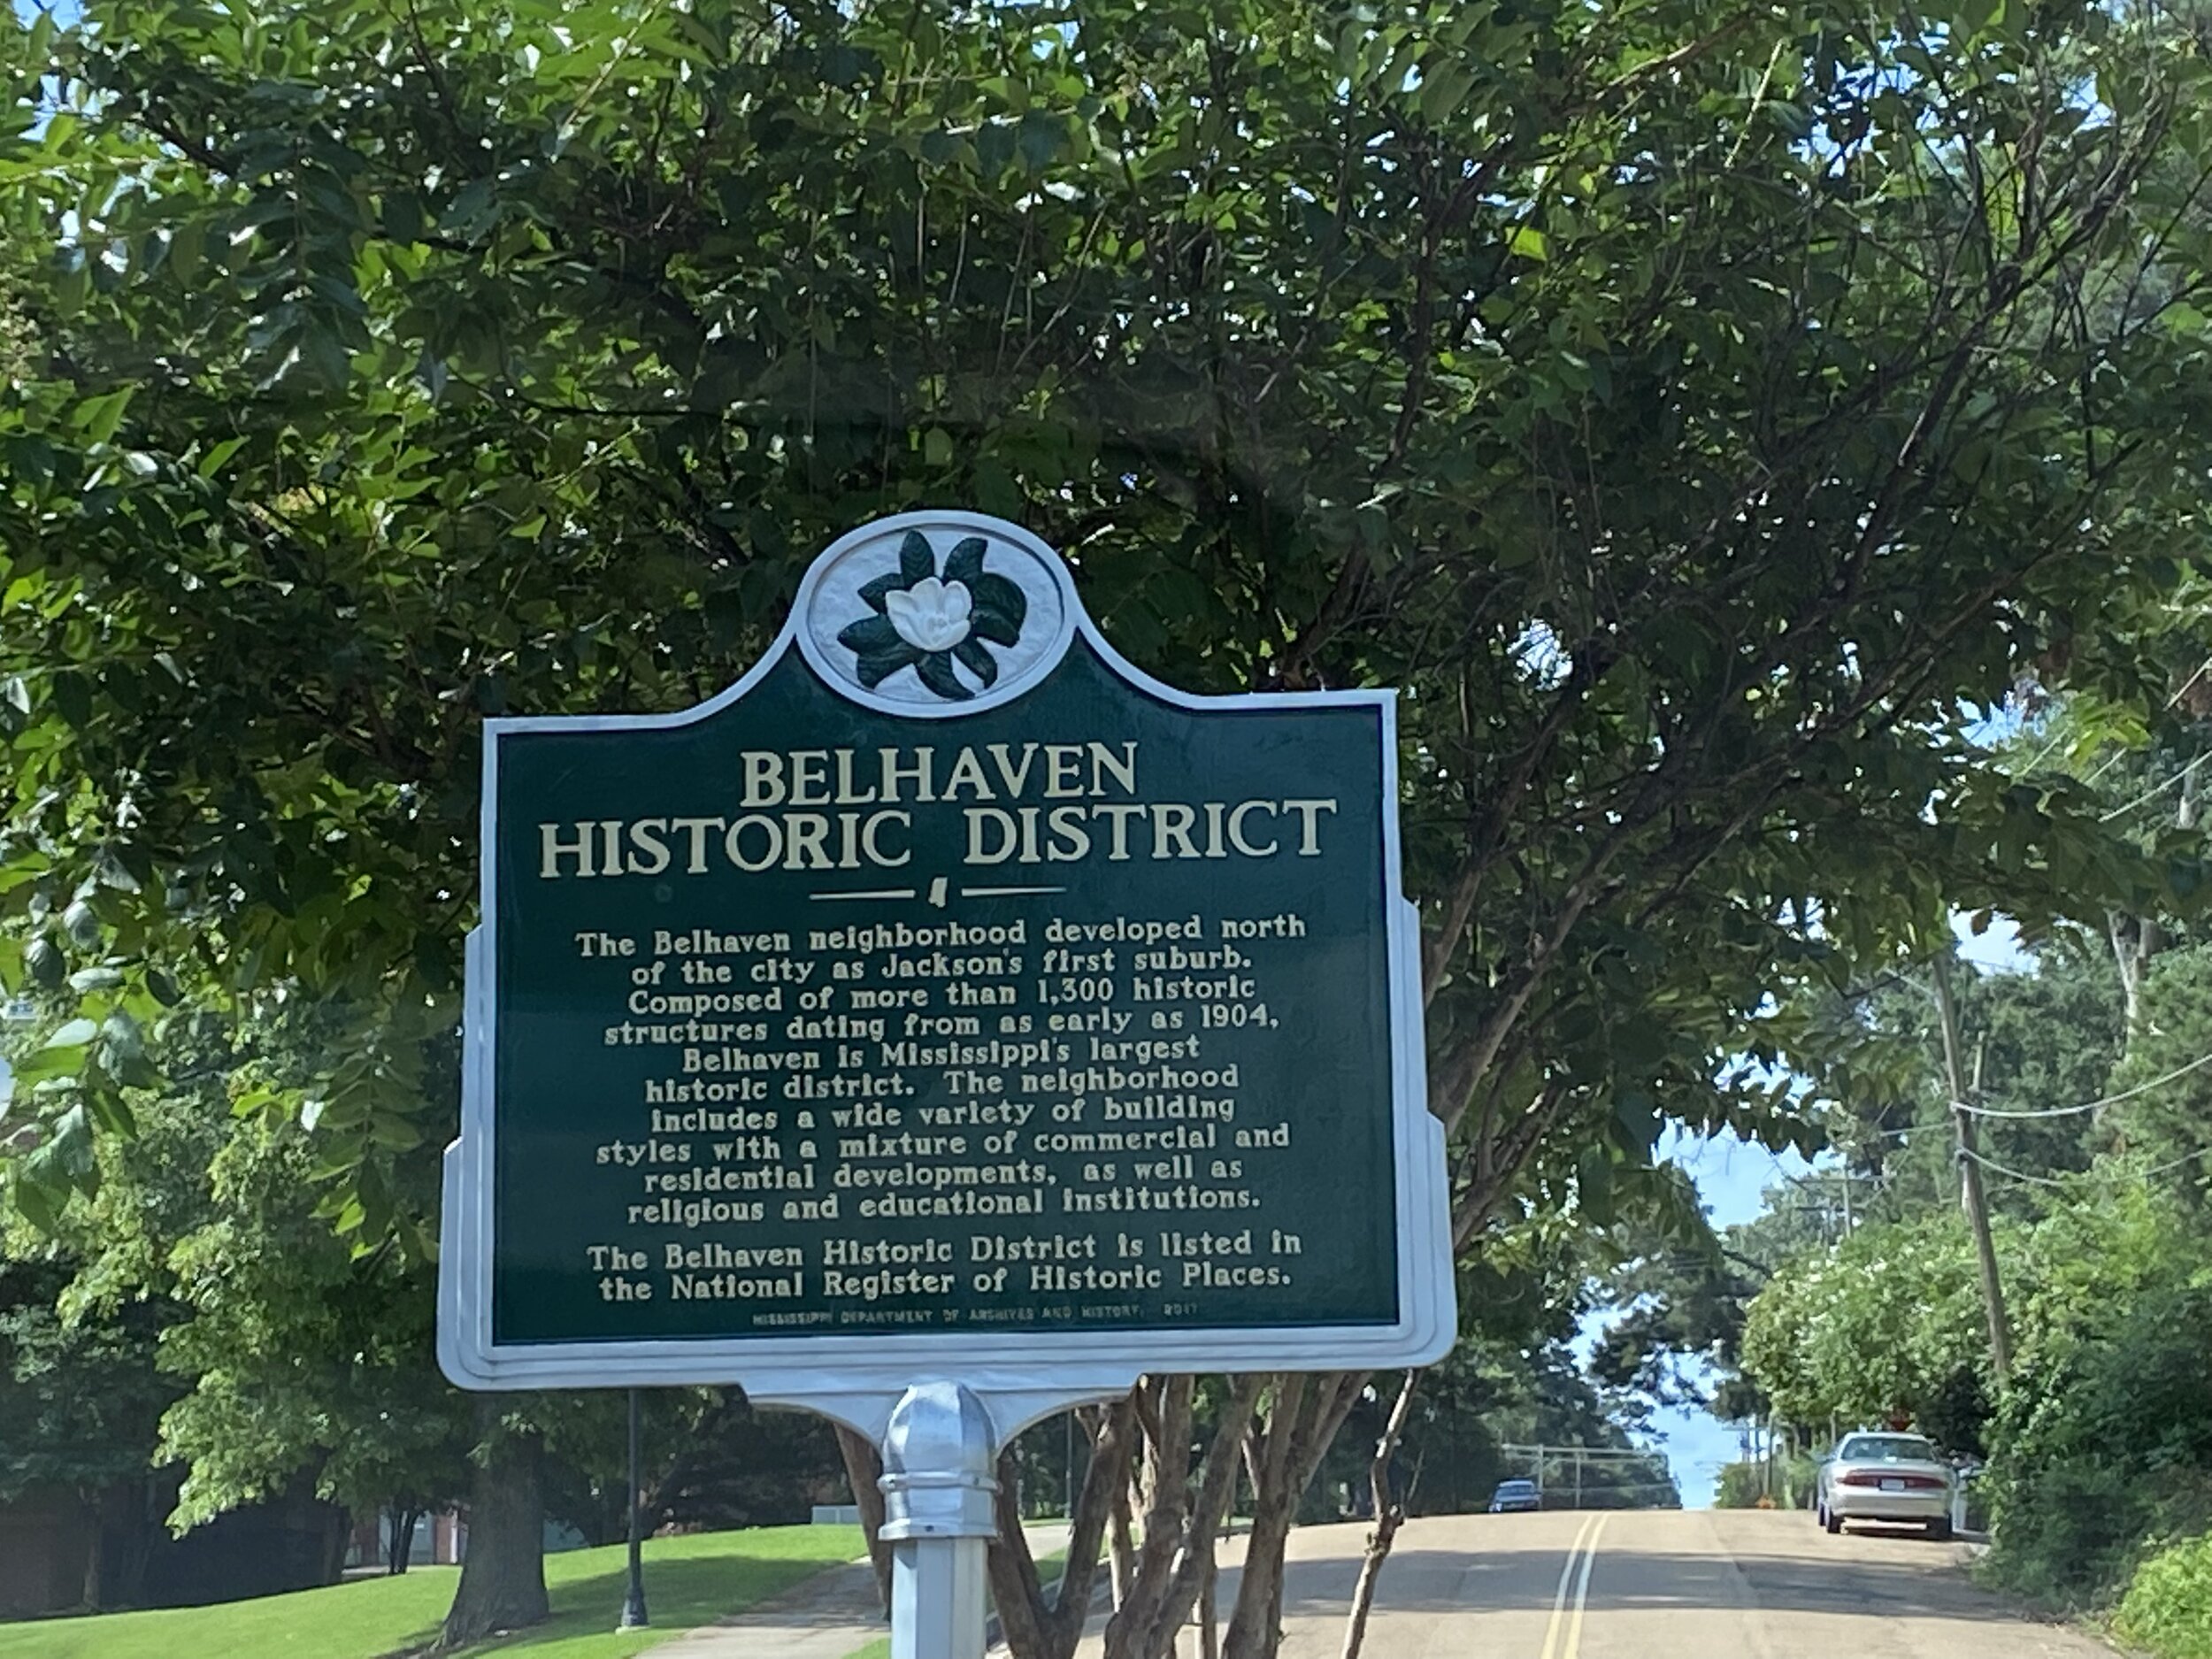 BELHAVEN
HISTORIC DISTRICT
The Belhaven neighborhood developed north
of the city as Jackson's first suburb.
Composed of more than 1,300 historic
structures dating from as early as 1904,
Belhaven is Mississippi's largest
historic district. The neighborhood
includes a wide variety of building
styles with a mixture of commercial and
residential developments, as well as
religious and educational institutions.
The Belhaven Historic District is listed in
the National Register of Historic Places.
MISSISSIPPI DEPARTMENT OF ARCHIVES AND HISTORY, 2017